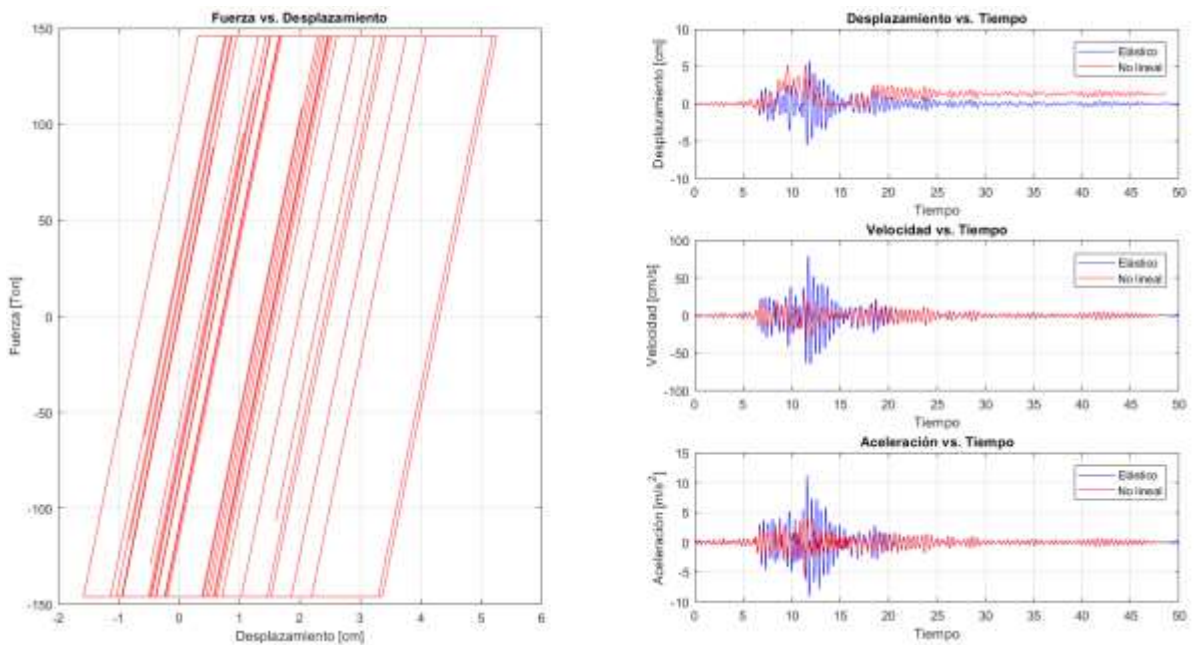 Fuerza vs. Desplazamiento
150
100
50
0
-50
-100
-150
-2 -1 0 1 2 3 4 5 6
Fuerza [Ton]
Desplazamiento [cm]
Desplazamiento vs. Tiempo
10
5
0
-5
-10
0 5 10 15 20 25 30 35 40 45 50
Desplazamiento [cm]
Tiempo
Elástico
No lineal
Velocidad vs. Tiempo
100
50
0
-50
-100
0 5 10 15 20 25 30 35 40 45 50
Velocidad [cm/s]
Tiempo
Elástico
No lineal
Aceleración vs. Tiempo
15
10
5
0
-5
-10
0 5 10 15 20 25 30 35 40 45 50
Aceleración [m/s²]
Tiempo
Elástico
No lineal